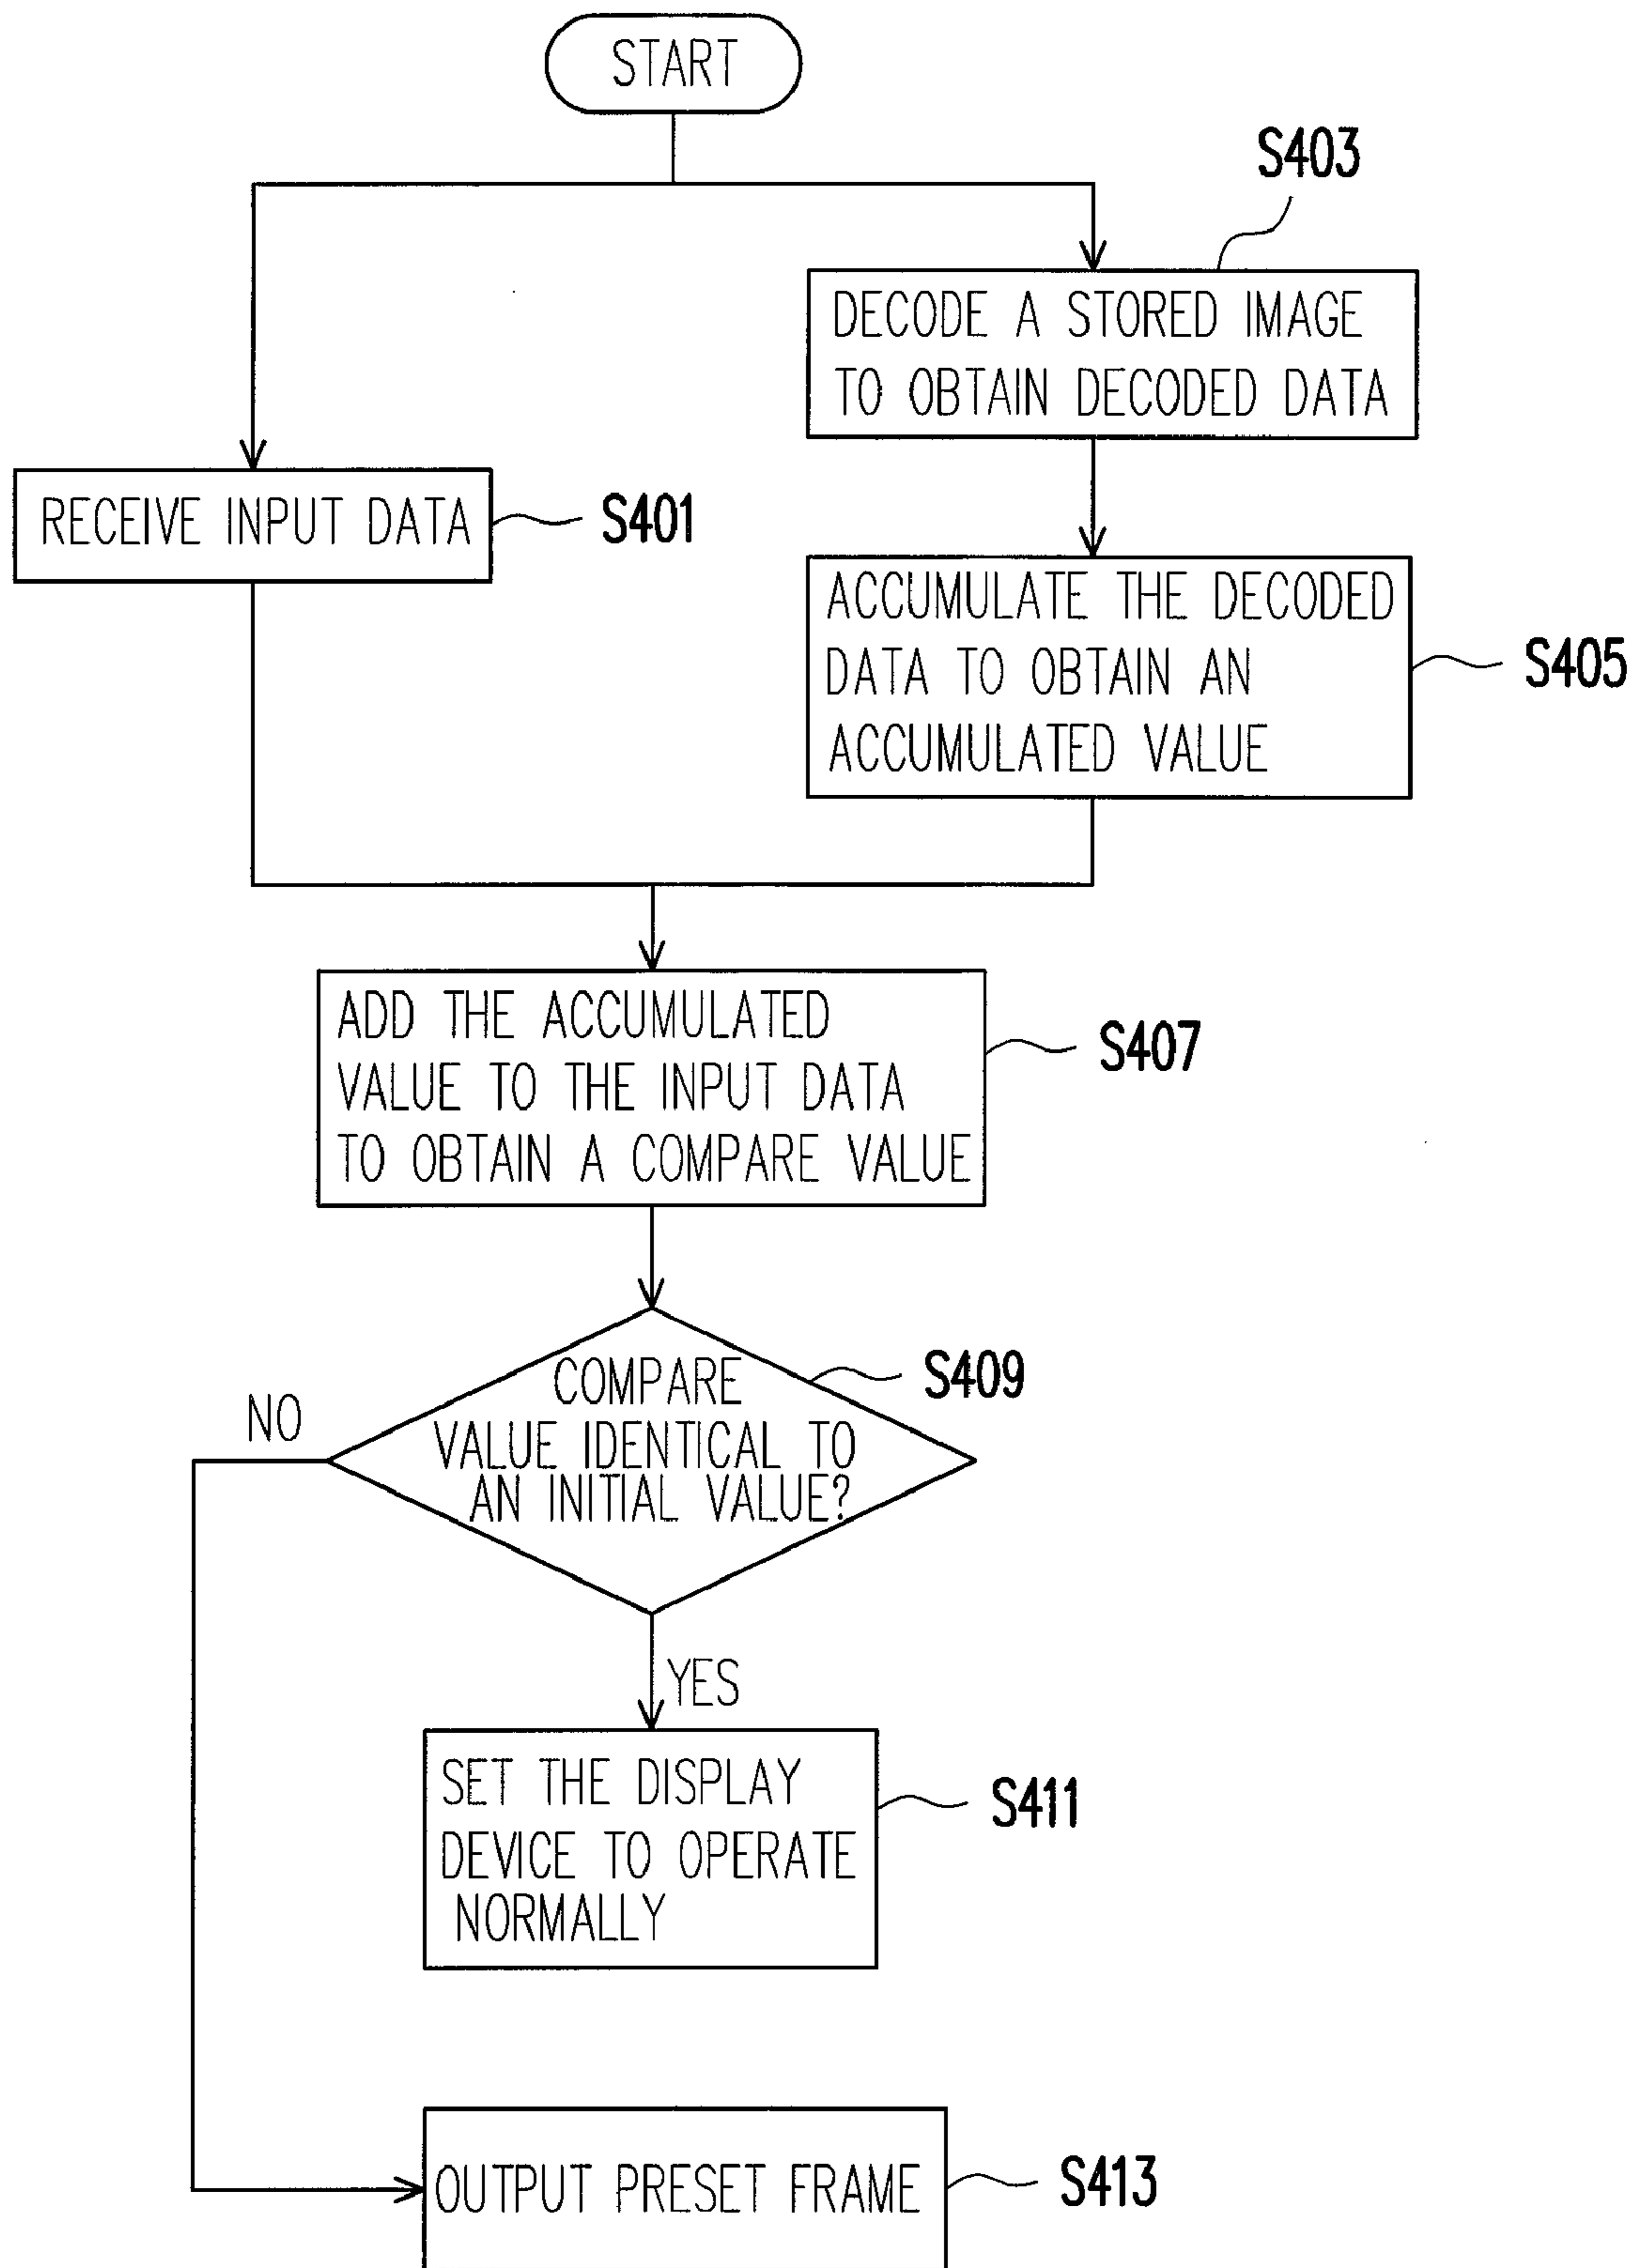 START
S403
DECODE A STORED IMAGE
TO OBTAIN DECODED DATA
RECEIVE INPUT DATA
S401
ACCUMULATE THE DECODED
DATA TO OBTAIN AN
ACCUMULATED VALUE
S405
ADD THE ACCUMULATED
VALUE TO THE INPUT DATA
TO OBTAIN A COMPARE VALUE
S407
COMPARE
VALUE IDENTICAL TO
AN INITIAL VALUE?
S409
NO
YES
SET THE DISPLAY
DEVICE TO OPERATE
NORMALLY
S411
OUTPUT PRESET FRAME
S413